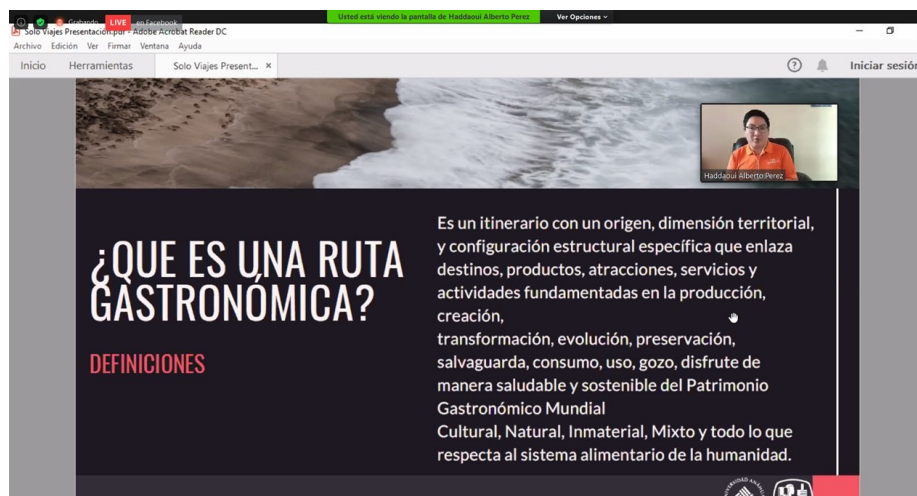 Usted está viendo la pantalla de Haddaoui Alberto Perez
Ver Opciones
Grabando
LIVE
en Facebook
Solo Viajes Presentación.pdf - Adobe Acrobat Reader DC
Archivo Edición Ver Firmar Ventana Ayuda
Inicio Herramientas Solo Viajes Present... × Iniciar sesión
Haddaoui Alberto Perez
¿QUE ES UNA RUTA
GASTRONÓMICA?
DEFINICIONES
Es un itinerario con un origen, dimensión territorial,
y configuración estructural específica que enlaza
destinos, productos, atracciones, servicios y
actividades fundamentadas en la producción,
creación,
transformación, evolución, preservación,
salvaguarda, consumo, uso, gozo, disfrute de
manera saludable y sostenible del Patrimonio
Gastronómico Mundial
Cultural, Natural, Inmaterial, Mixto y todo lo que
respecta al sistema alimentario de la humanidad.